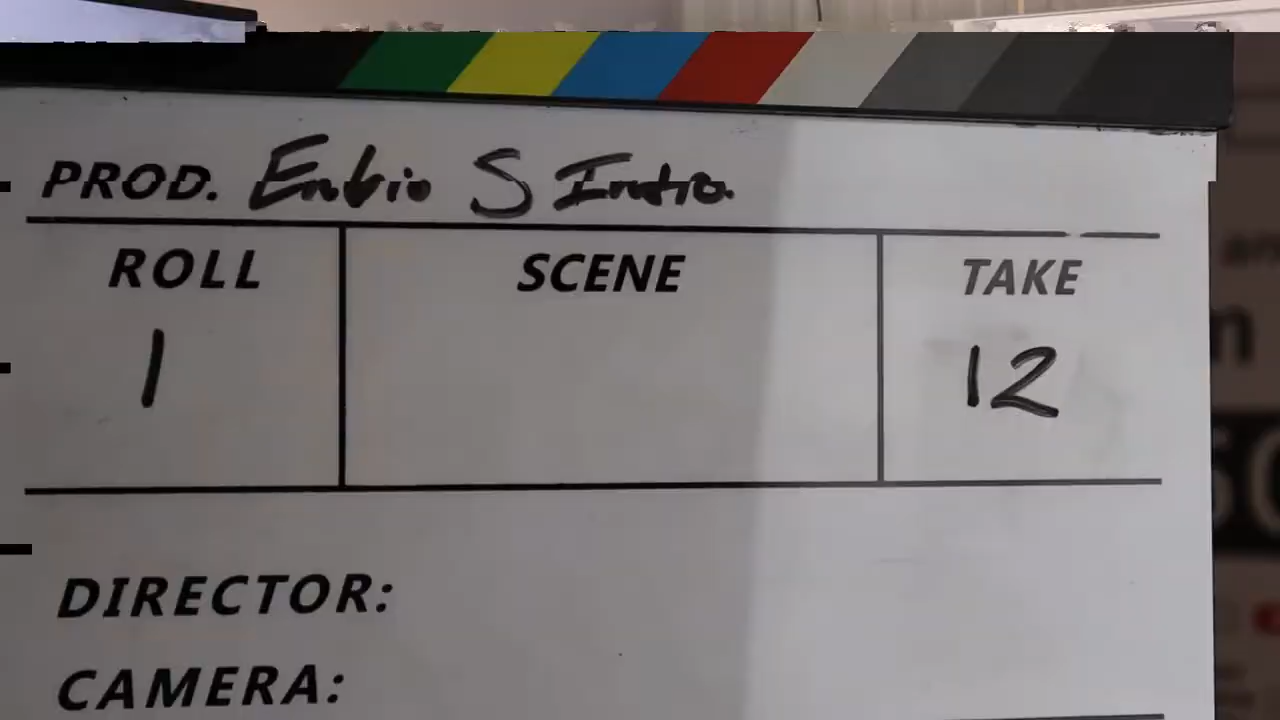 PROD. Enbio S Intro.
ROLL SCENE TAKE
1 12
DIRECTOR:
CAMERA: